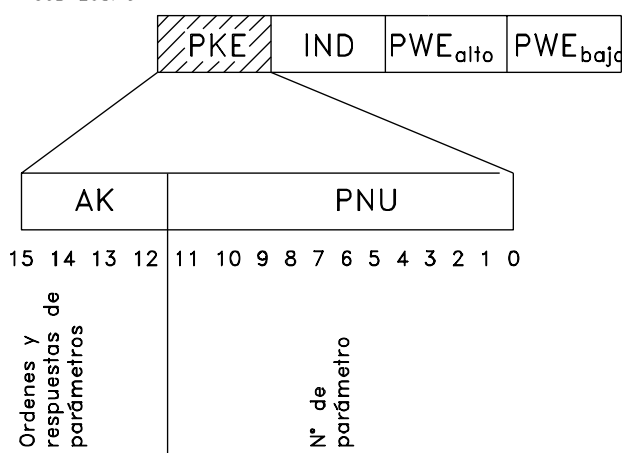 PKE IND PWEalto PWEbajo
AK PNU
15 14 13 12 11 10 9 8 7 6 5 4 3 2 1 0
Ordenes y
respuestas de
parámetros
N° de
parámetro